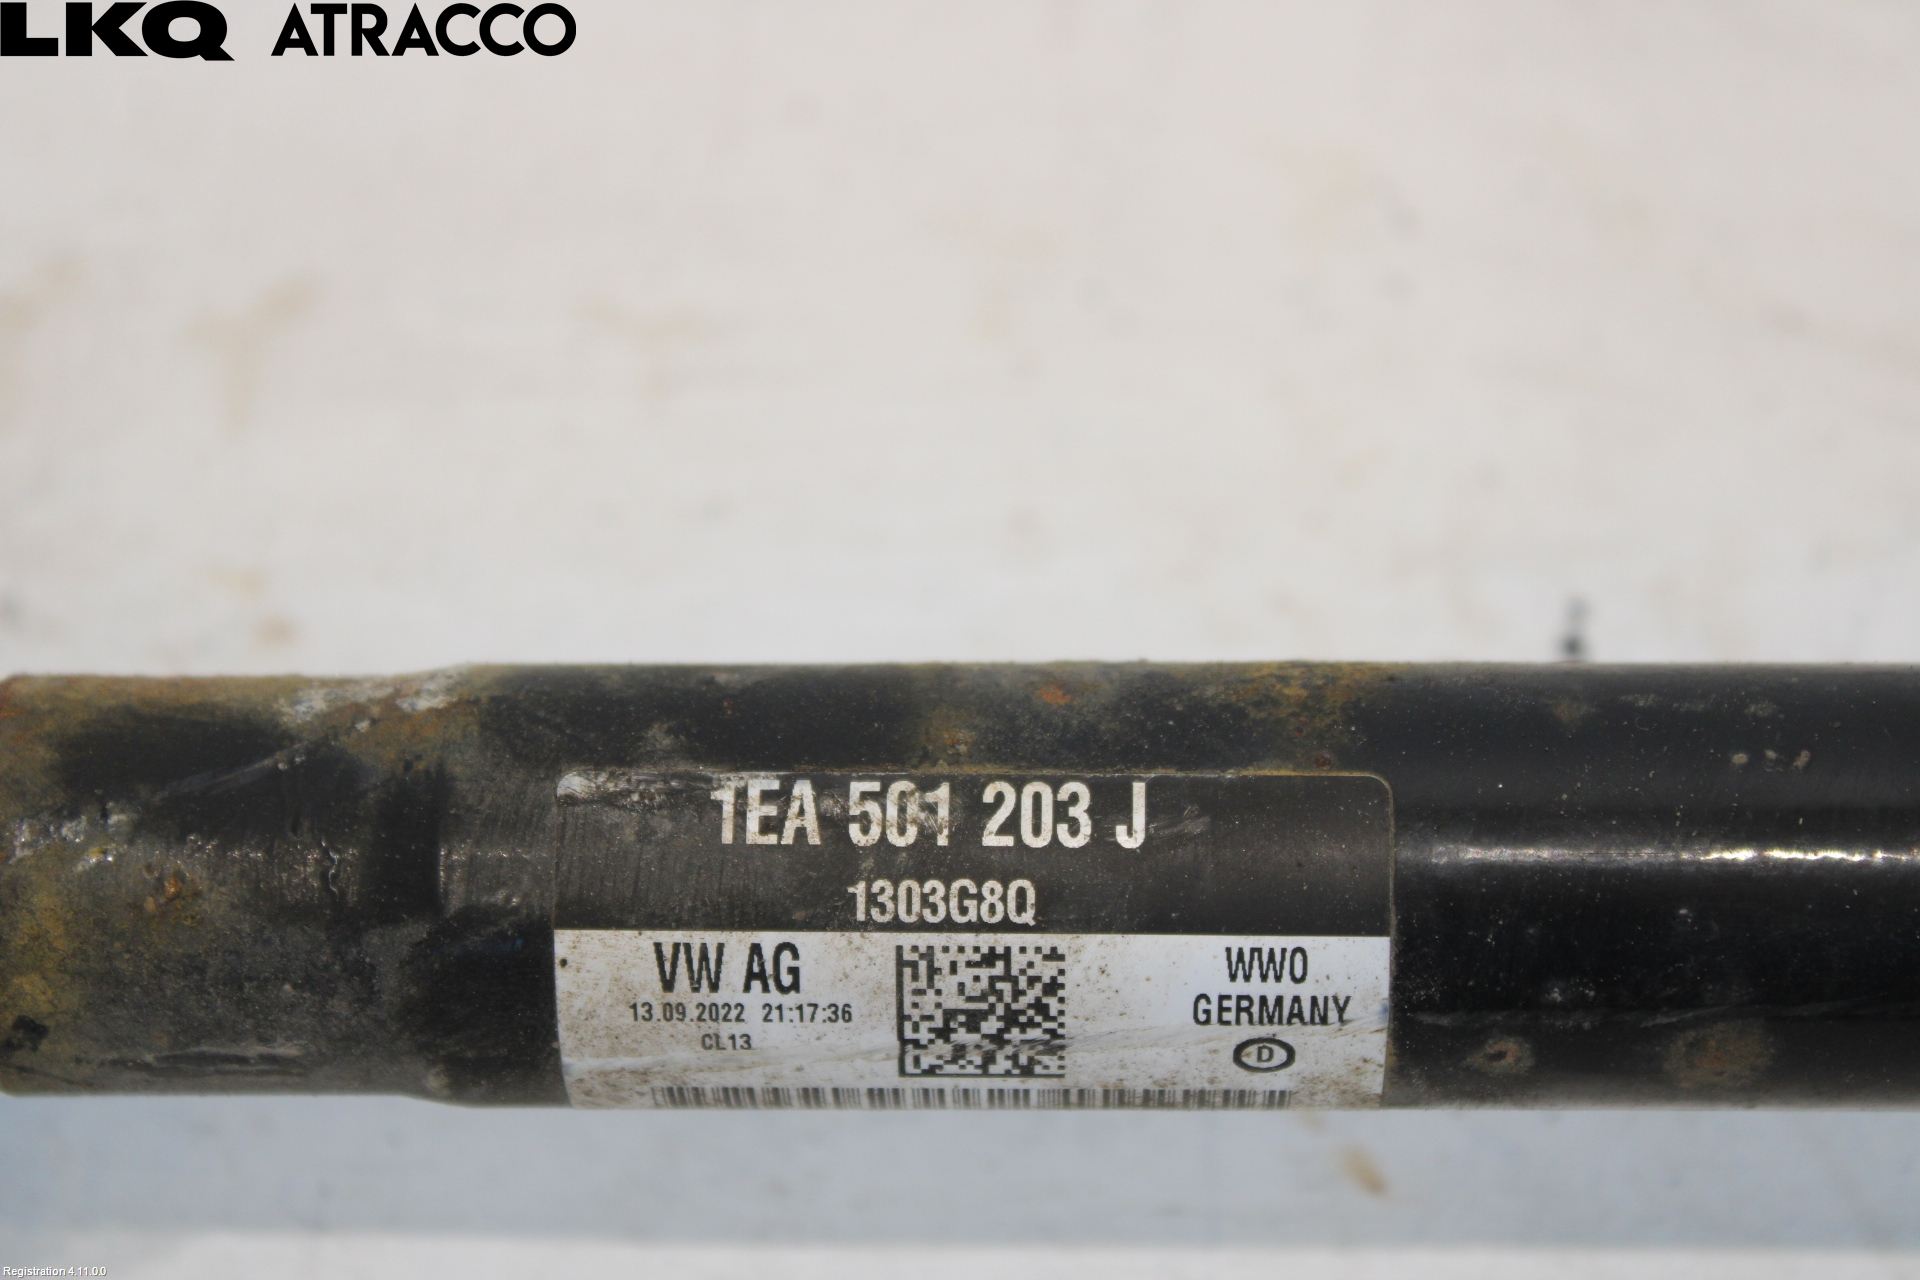 LKQ ATRACCO
1EA 501 203 J
1303G8Q
VW AG
13.09.2022 21:17:36
CL13
WWO
GERMANY
D
Registration 4.11.0.0